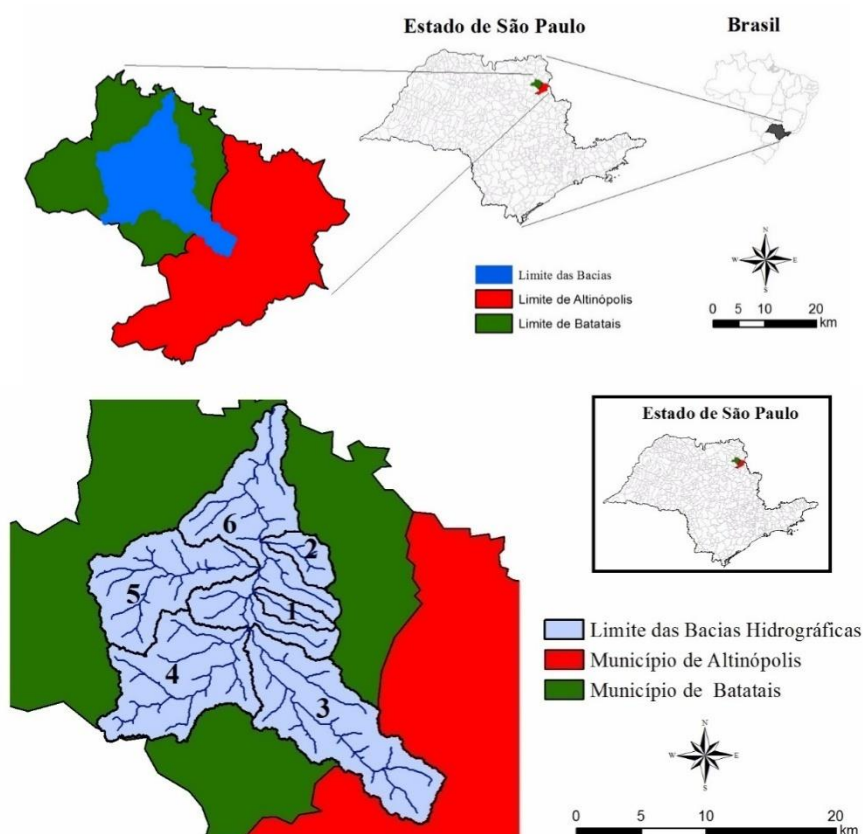 Estado de São Paulo
Brasil
N
W
E
S
Limite das Bacias
Limite de Altinópolis
Limite de Batatais
0 5 10 20
km
Estado de São Paulo
6
2
5
1
4
3
Limite das Bacias Hidrográficas
Município de Altinópolis
Município de Batatais
N
W
E
S
0 5 10 20
km